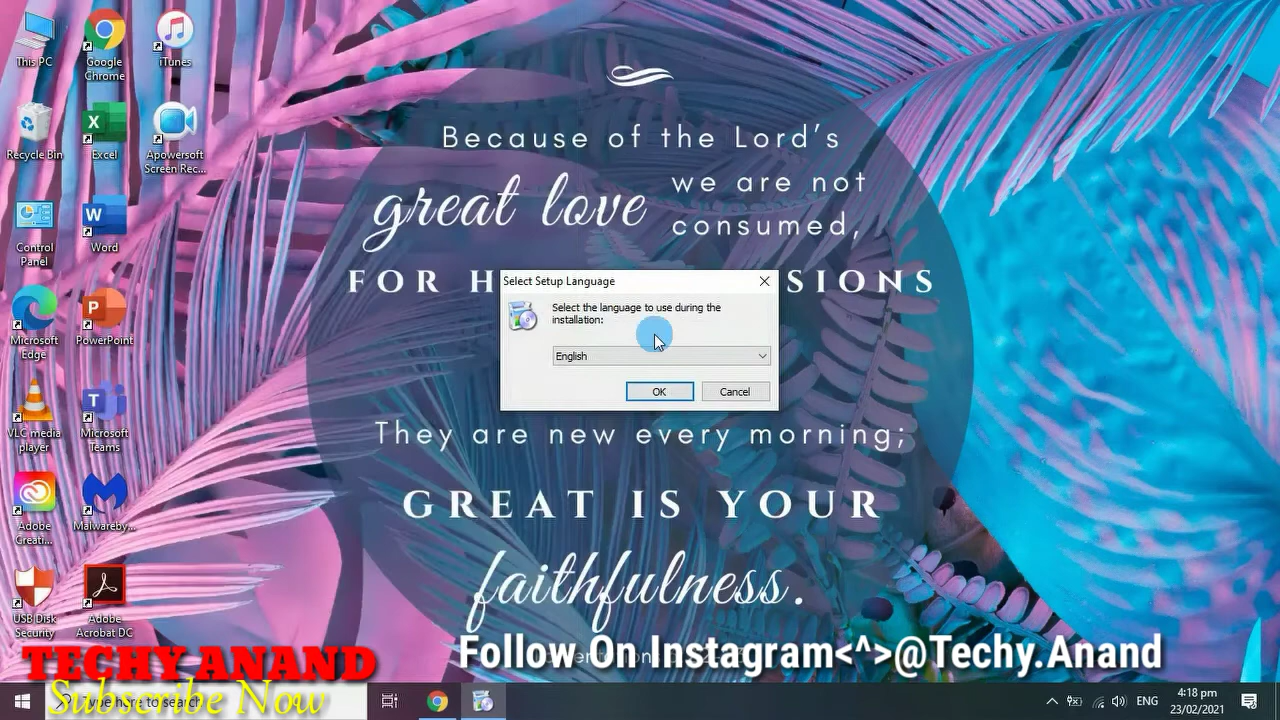 This PC
Google
Chrome
iTunes
Recycle Bin
Excel
Apowersoft
Screen Rec...
Control
Panel
Word
Microsoft
Edge
PowerPoint
VLC media
player
Microsoft
Teams
Adobe
Creati...
Malwareby...
USB Disk
Security
Adobe
Acrobat DC
Because of the Lord's
great love
we are not
consumed,
FOR H
SIONS
Select Setup Language
Select the language to use during the
installation:
English
OK
Cancel
They are new every morning;
GREAT IS YOUR
faithfulness.
TECHY ANAND
Subscribe Now
Follow On Instagram<^>@Techy.Anand
here to search
ENG
4:18 pm
23/02/2021